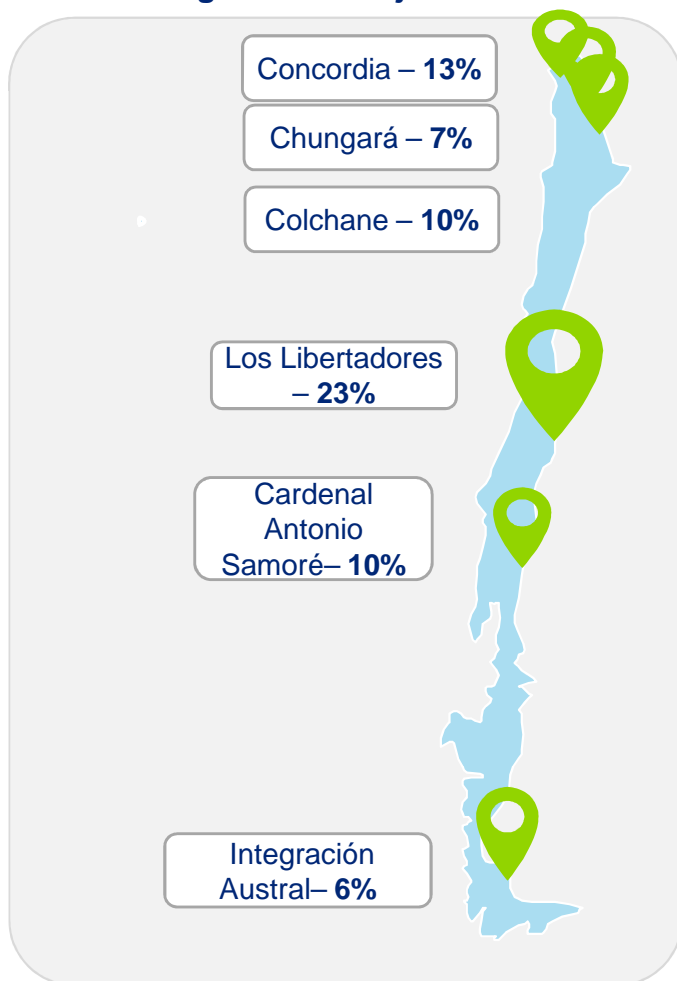 Concordia – 13%
Chungará – 7%
Colchane – 10%
Los Libertadores
– 23%
Cardenal
Antonio
Samoré– 10%
Integración
Austral– 6%